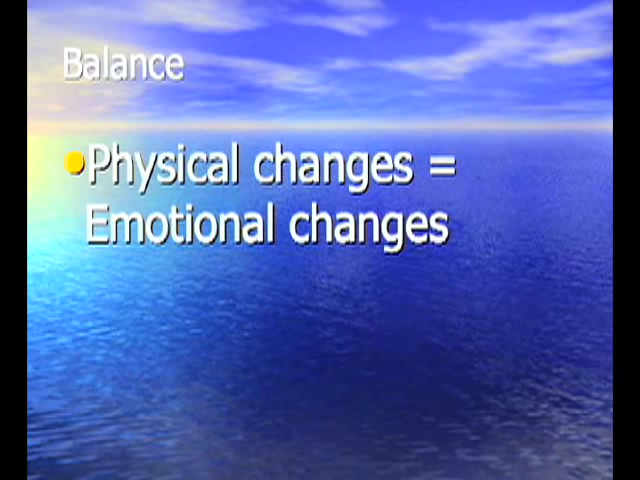 Balance
•Physical changes =
Emotional changes